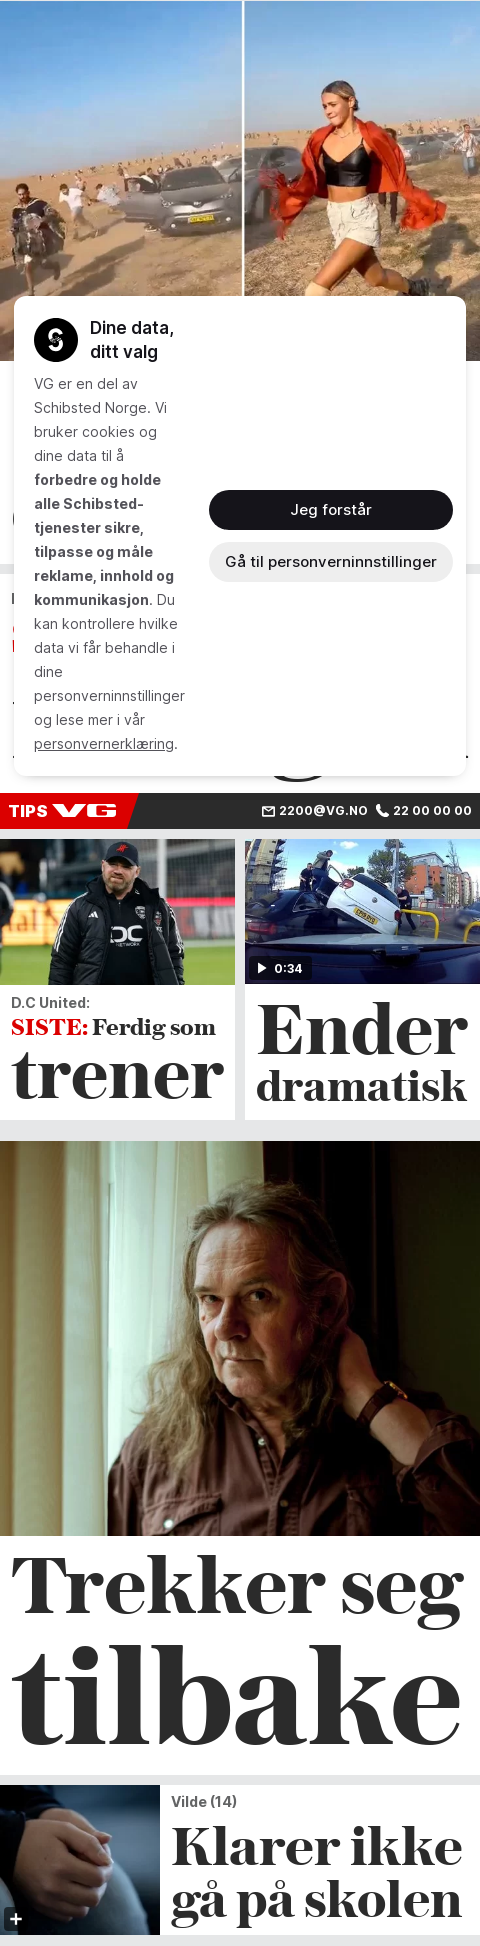 Dine data,
ditt valg
VG er en del av
Schibsted Norge. Vi
bruker cookies og
dine data til å
forbedre og holde
alle Schibsted-
tjenester sikre,
tilpasse og måle
reklame, innhold og
kommunikasjon. Du
kan kontrollere hvilke
data vi får behandle i
dine
personverninnstillinger
og lese mer i vår
personvernerklæring.
Jeg forstår
Gå til personverninnstillinger
TIPS VG
2200@VG.NO 22 00 00 00
D.C United:
SISTE: Ferdig som
trener
0:34
Ender
dramatisk
Trekker seg
tilbake
Vilde (14)
Klarer ikke
gå på skolen